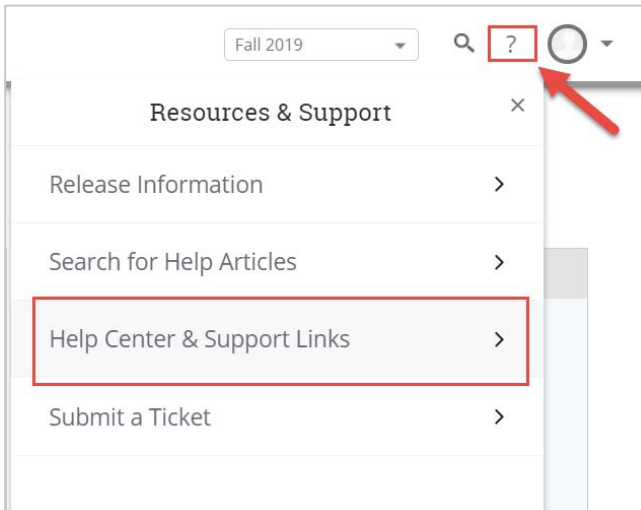 Fall 2019
?
Resources & Support
Release Information
Search for Help Articles
Help Center & Support Links
Submit a Ticket